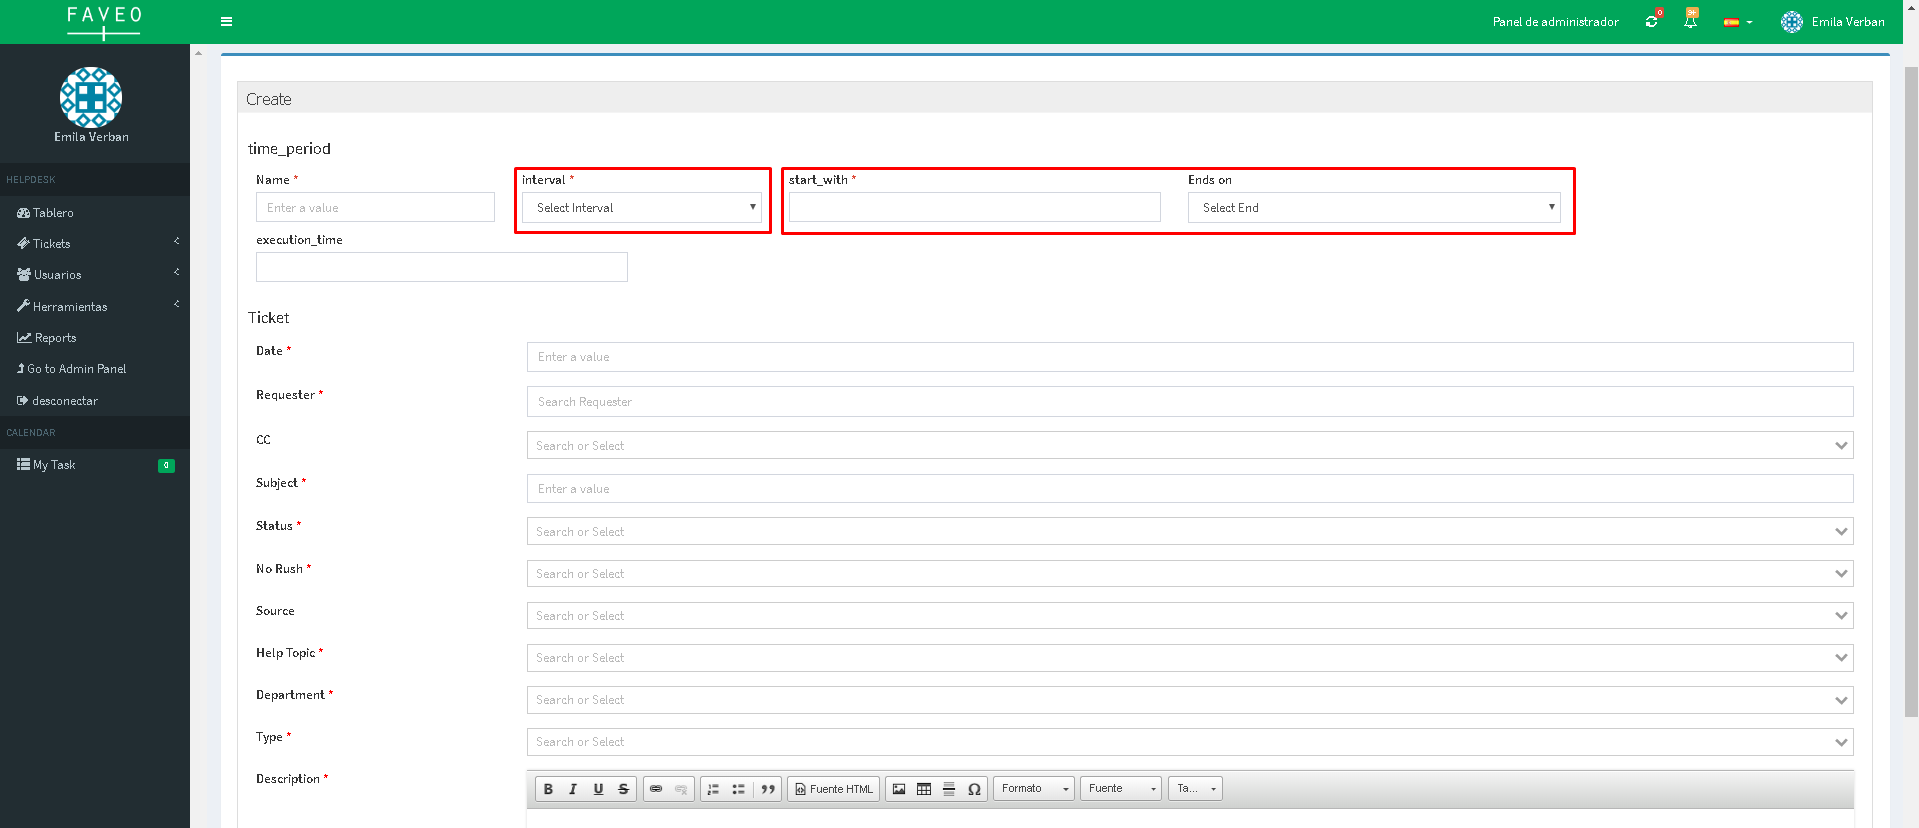 FAVEO
Panel de administrador
0
9+
Emila Verban
Emila Verban
HELPDESK
Tablero
Tickets
Usuarios
Herramientas
Reports
Go to Admin Panel
desconectar
CALENDAR
My Task
0
Create
time_period
Name *
interval *
start_with *
Ends on
Enter a value
Select Interval
Select End
execution_time
Ticket
Date *
Enter a value
Requester *
Search Requester
CC
Search or Select
Subject *
Enter a value
Status *
Search or Select
No Rush *
Search or Select
Source
Search or Select
Help Topic *
Search or Select
Department *
Search or Select
Type *
Search or Select
Description *
B I U S
Fuente HTML
Ω
Formato
Fuente
Ta...